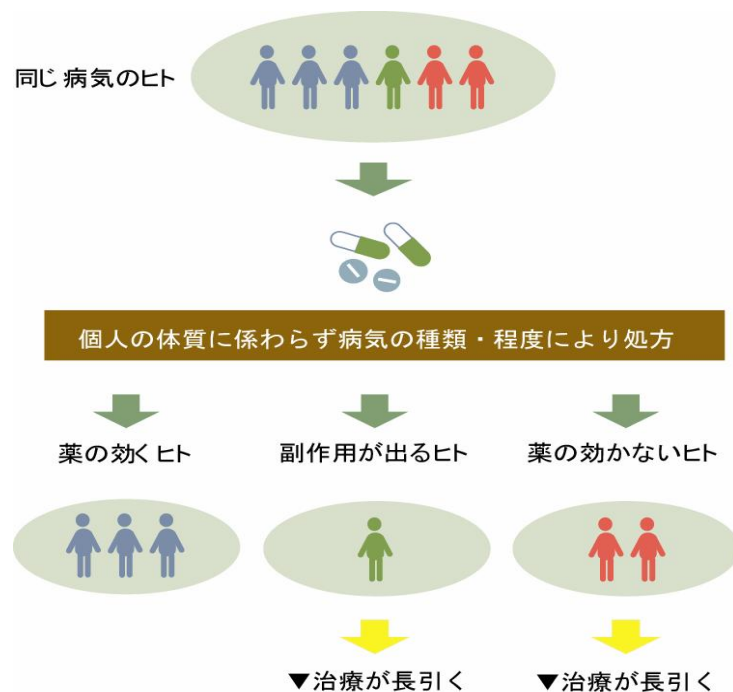 同じ病気のヒト
個人の体質に係わらず病気の種類・程度により処方
薬の効くヒト
副作用が出るヒト
薬の効かないヒト
▼治療が長引く
▼治療が長引く